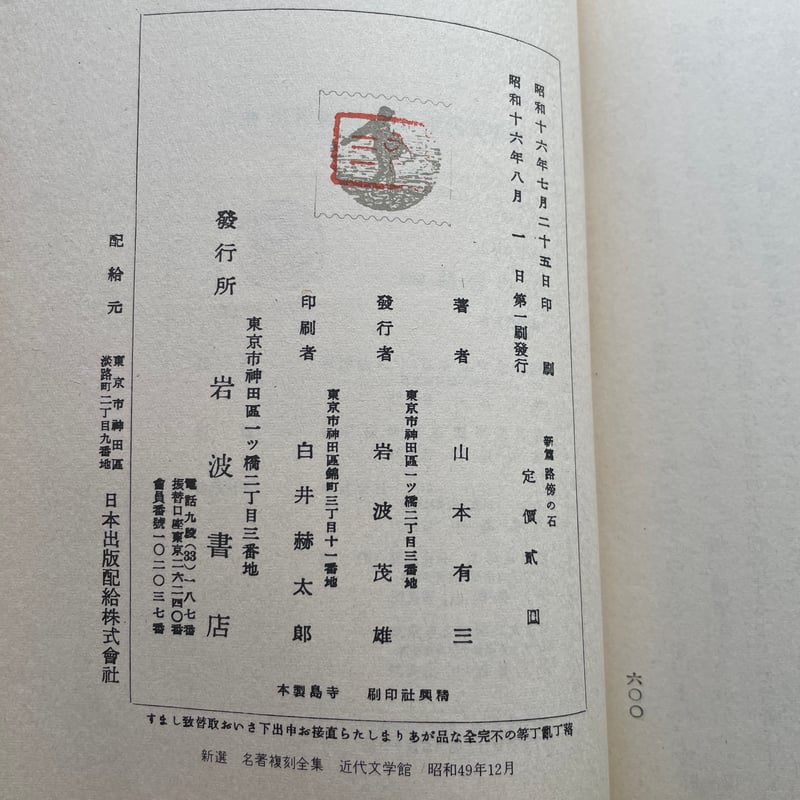 昭和十六年七月二十五日印刷
昭和十六年八月一日第一刷發行
新篇 路傍の石
定價貳圓
著者 山本有三
東京市神田區一ツ橋二丁目三番地
發行者 岩波茂雄
東京市神田區錦町三丁目十一番地
印刷者 白井赫太郎
東京市神田區一ツ橋二丁目三番地
發行所 岩波書店
電話九段(33)一八七番
振替口座東京二六二四〇番
會員番號一〇二〇三七番
精興社印刷 寺島製本
配給元 東京市神田區
淡路町二丁目九番地
日本出版配給株式會社
落丁亂丁等の不完全な品がありましたら直接お申出下さいお取替致します
新選 名著複刻全集 近代文学館 / 昭和49年12月
六〇〇